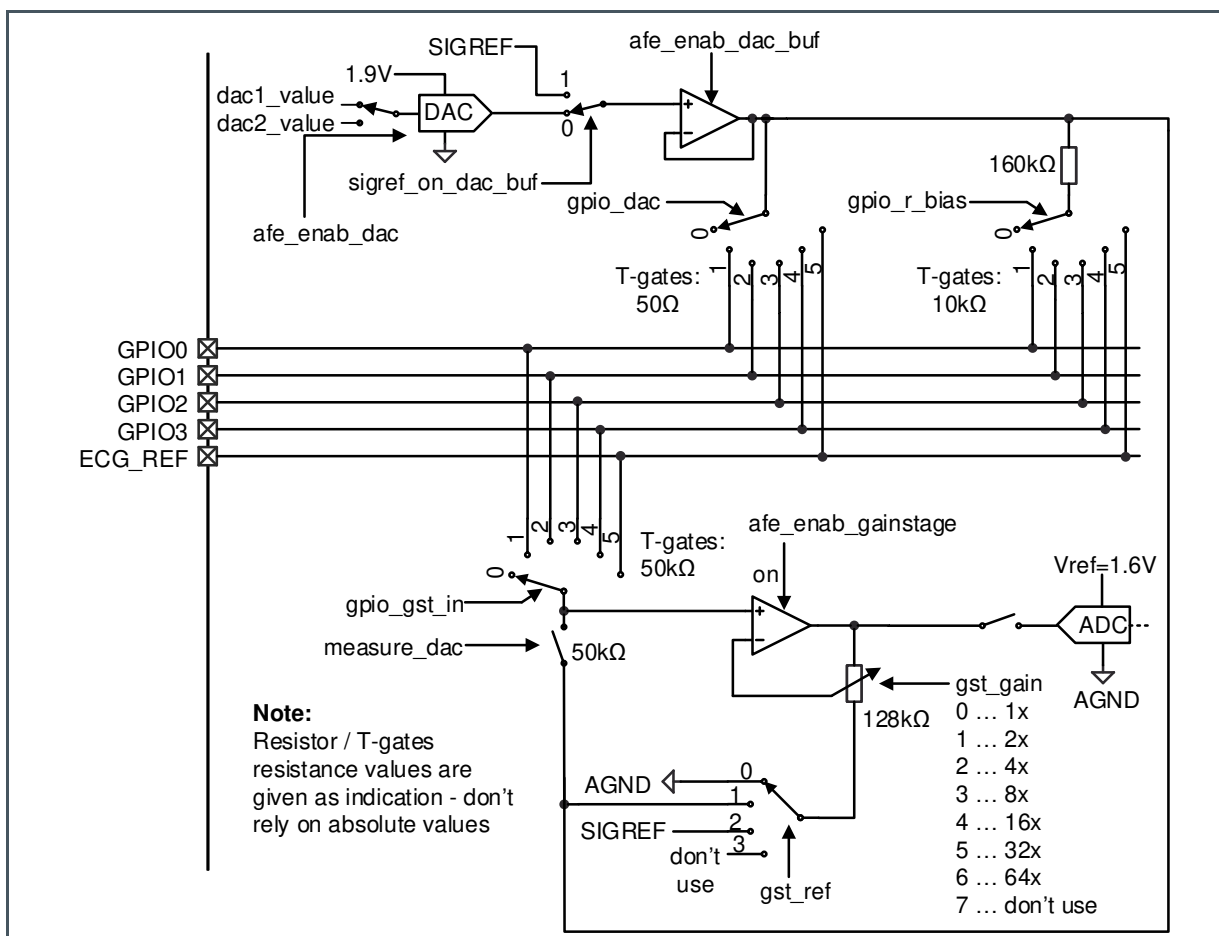 afe_enab_dac_buf
SIGREF
1.9V
1
dac1_value
DAC
dac2_value
0
sigref_on_dac_buf
afe_enab_dac
160kΩ
gpio_dac
gpio_r_bias
0
0
T-gates:
50Ω
1
2
3
4
5
T-gates:
10kΩ
1
2
3
4
5
GPIO0
GPIO1
GPIO2
GPIO3
ECG_REF
1
2
3
4
5
T-gates:
50kΩ
0
gpio_gst_in
measure_dac
50kΩ
afe_enab_gainstage
on
Vref=1.6V
ADC
AGND
128kΩ
gst_gain
0 ... 1x
1 ... 2x
2 ... 4x
3 ... 8x
4 ... 16x
5 ... 32x
6 ... 64x
7 ... don't use
Note:
Resistor / T-gates
resistance values are
given as indication - don't
rely on absolute values
AGND
0
1
SIGREF
2
don't
use
3
gst_ref